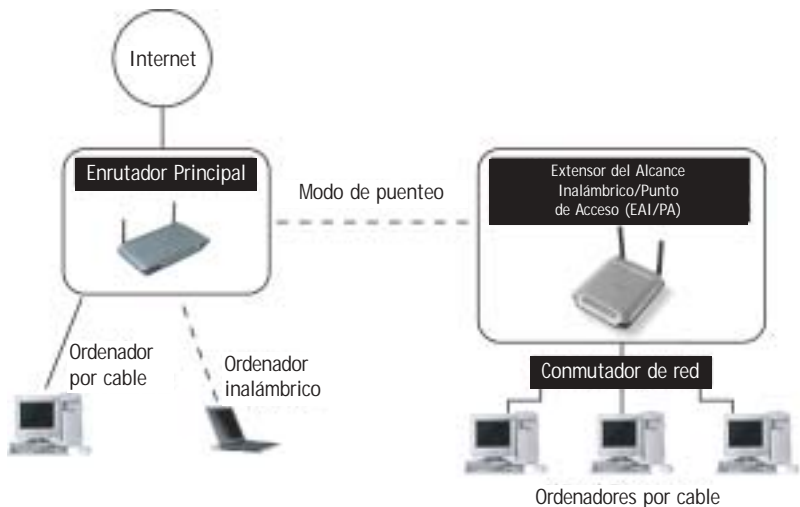 Internet
Enrutador Principal
Modo de puenteo
Extensor del Alcance
Inalámbrico/Punto
de Acceso (EAI/PA)
Ordenador
por cable
Ordenador
inalámbrico
Conmutador de red
Ordenadores por cable